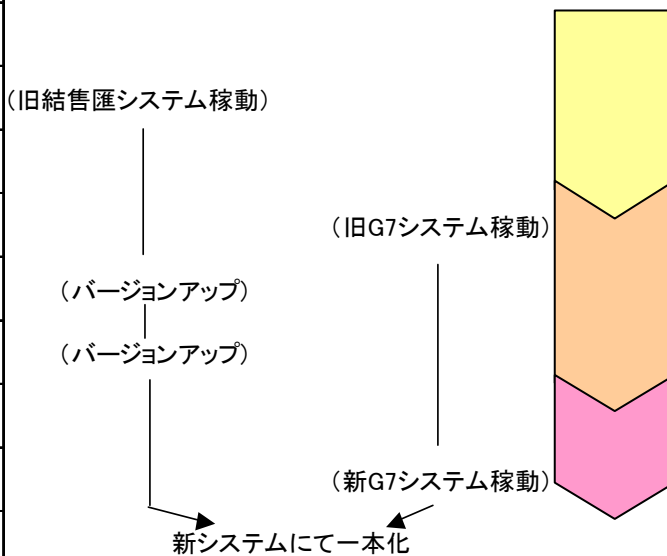 （旧結售匯システム稼動）
（旧G7システム稼動）
（バージョンアップ）
（バージョンアップ）
（新G7システム稼動）
新システムにて一本化